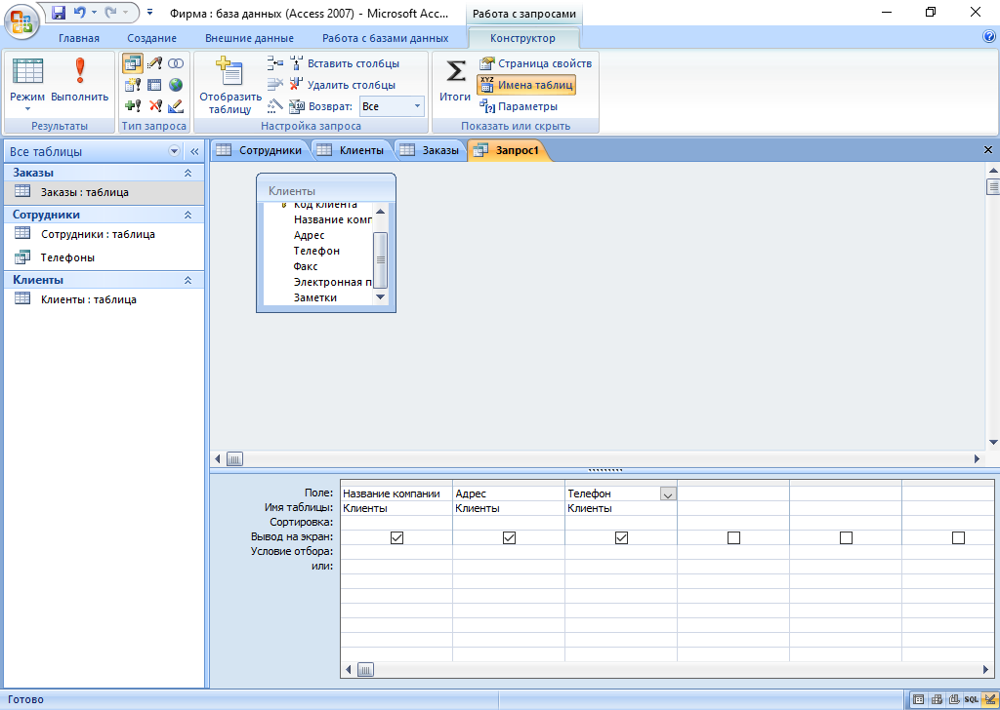 Фирма : база данных (Access 2007) - Microsoft Acc...
Работа с запросами
Главная
Создание
Внешние данные
Работа с базами данных
Конструктор
Режим
Выполнить
Результаты
Тип запроса
Отобразить
таблицу
Вставить столбцы
Удалить столбцы
Возврат:
Все
Настройка запроса
Σ
Итоги
Страница свойств
XYZ
Имена таблиц
Параметры
Показать или скрыть
Все таблицы
Заказы
Заказы : таблица
Сотрудники
Сотрудники : таблица
Телефоны
Клиенты
Клиенты : таблица
Сотрудники
Клиенты
Заказы
Запрос1
Клиенты
Код клиента
Название комп
Адрес
Телефон
Факс
Электронная п
Заметки
Поле:
Название компании
Адрес
Телефон
Имя таблицы:
Клиенты
Клиенты
Клиенты
Сортировка:
Вывод на экран:
Условие отбора:
или:
Готово
SQL